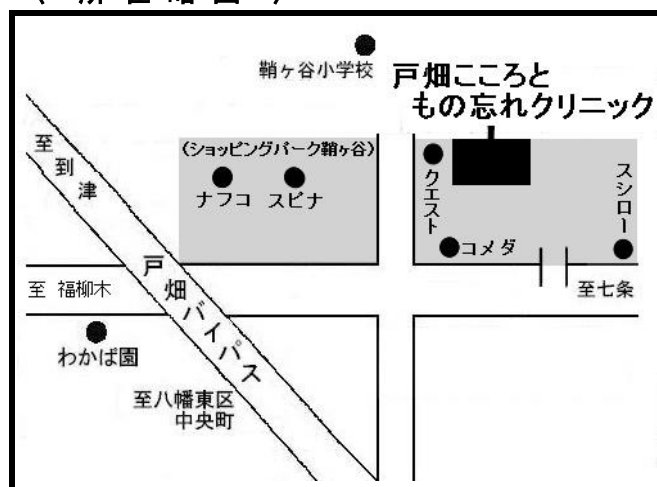 鞘ヶ谷小学校
戸畑こころと
もの忘れクリニック
至到津
(ショッピングパーク鞘ヶ谷)
ナフコ
スピナ
クエスト
スシロー
コメダ
戸畑バイパス
至 福柳木
至七条
わかば園
至八幡東区
中央町